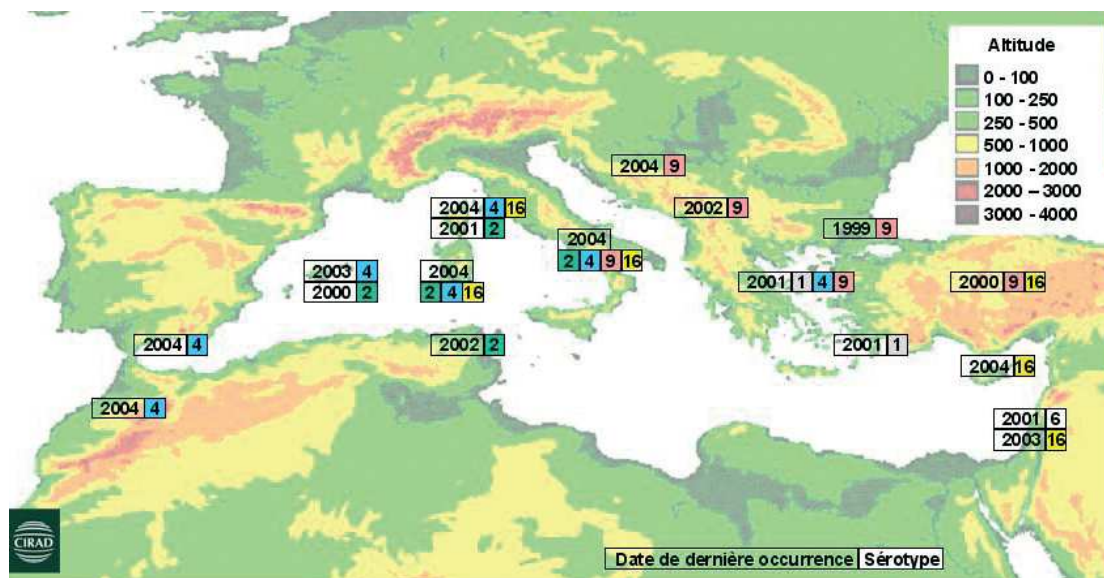 Altitude
0 - 100
100 - 250
250 - 500
500 - 1000
1000 - 2000
2000 – 3000
3000 - 4000
2004 9
2002 9
1999 9
2004 4 16
2001 2
2004
2 4 9 16
2003 4
2000 2
2004
2 4 16
2001 1 4 9
2000 9 16
2004 4
2002 2
2001 1
2004 16
2004 4
2001 6
2003 16
CIRAD
Date de dernière occurrence Sérotype